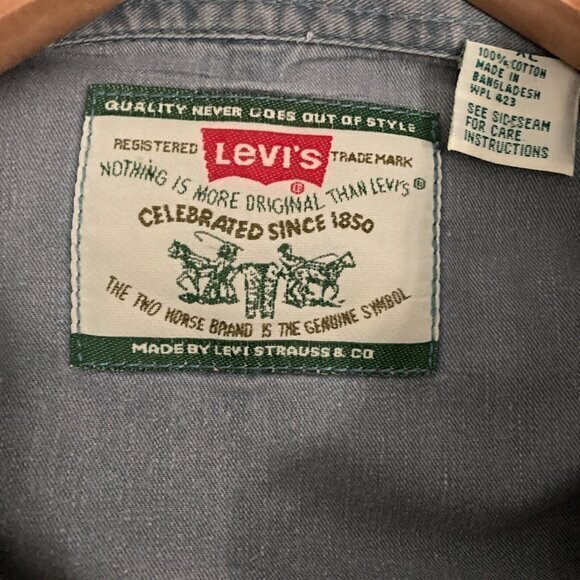 QUALITY NEVER GOES OUT OF STYLE
REGISTERED LEVI'S ® TRADE MARK
NOTHING IS MORE ORIGINAL THAN LEVI'S ®
CELEBRATED SINCE 1850
THE TWO HORSE BRAND IS THE GENUINE SYMBOL
MADE BY LEVI STRAUSS & CO
XL
100% COTTON
MADE IN
BANGLADESH
WPL 423
SEE SIDESEAM
FOR CARE
INSTRUCTIONS